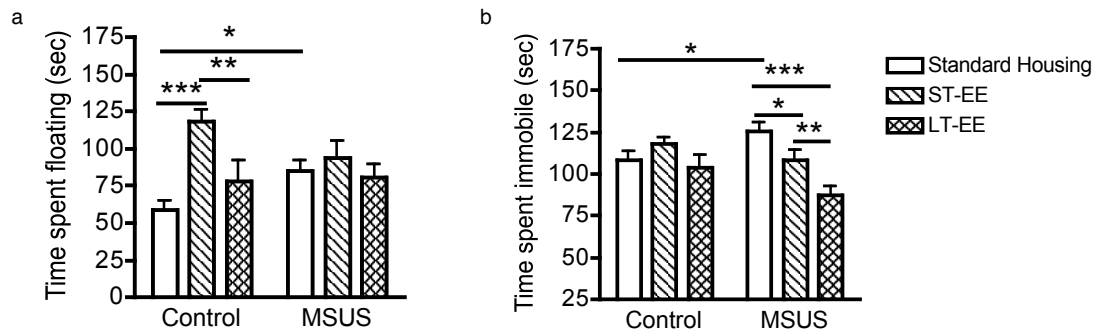 a
Time spent floating (sec)
175
150
125
100
75
50
25
0
*
**
***
Control
MSUS
b
Time spent immobile (sec)
175
150
125
100
75
50
25
*
***
*
**
Control
MSUS
Standard Housing
ST-EE
LT-EE